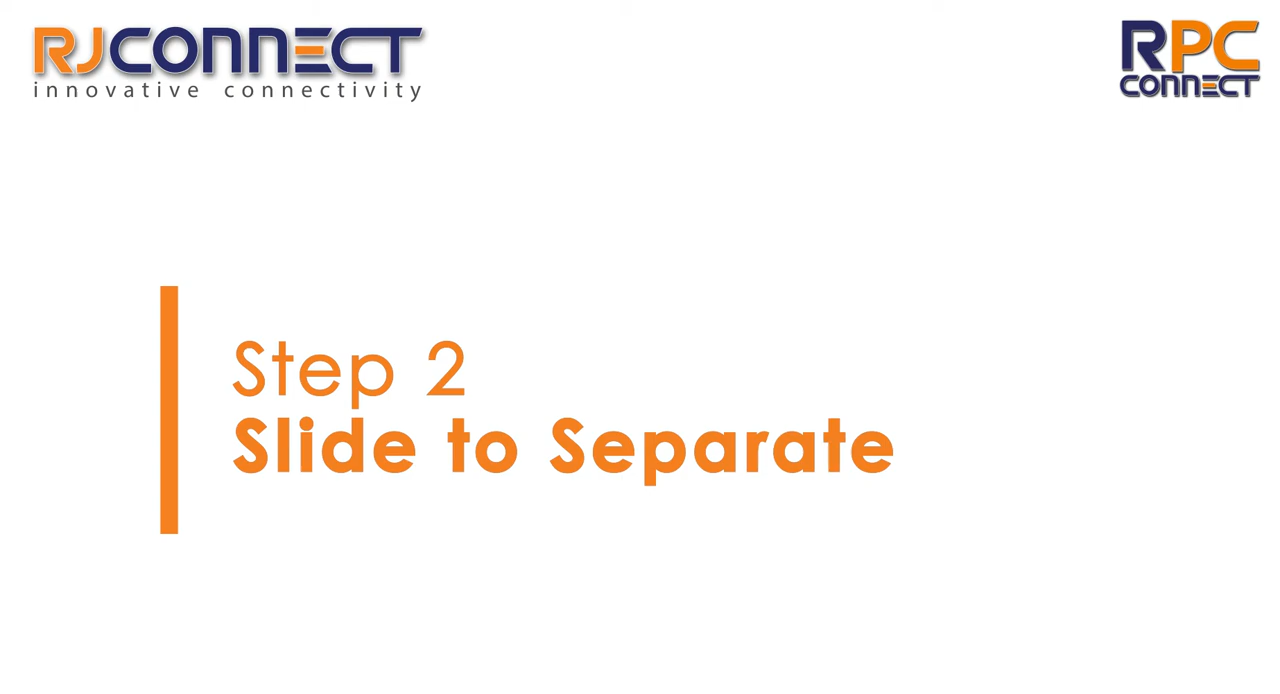 RJCONNECT
innovative connectivity
RPC
CONNECT
Step 2
Slide to Separate